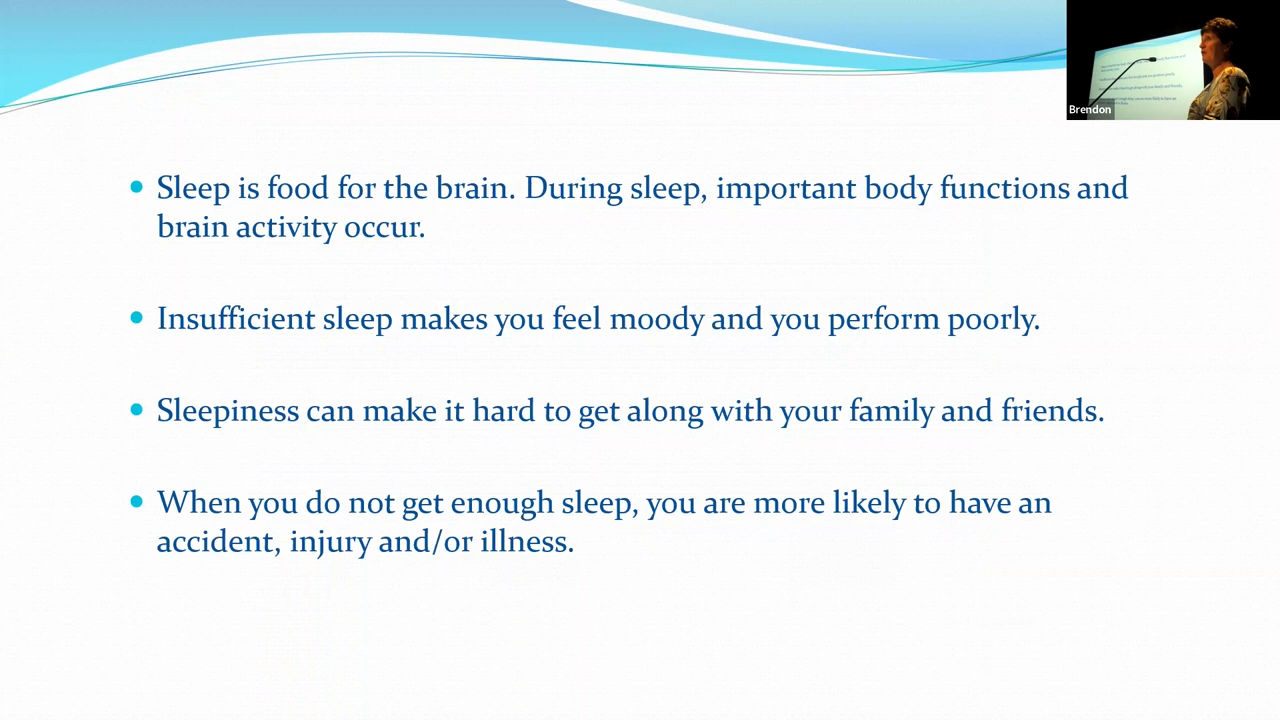 Brendon
• Sleep is food for the brain. During sleep, important body functions and
brain activity occur.
• Insufficient sleep makes you feel moody and you perform poorly.
• Sleepiness can make it hard to get along with your family and friends.
• When you do not get enough sleep, you are more likely to have an
accident, injury and/or illness.